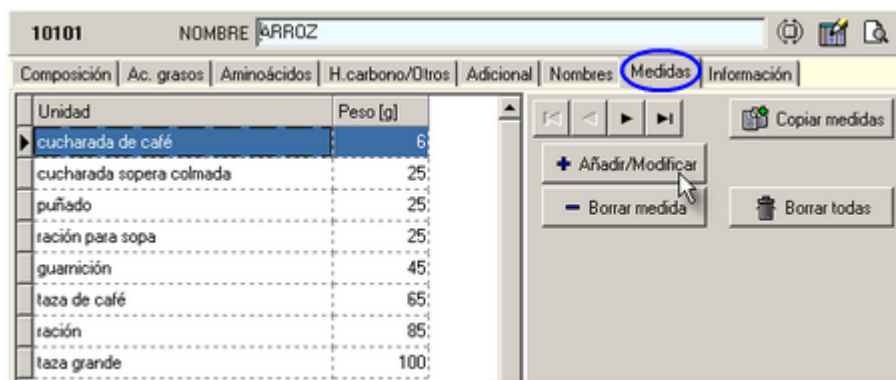 10101 NOMBRE ARROZ
Composición Ac. grasos Aminoácidos H.carbono/Otros Adicional Nombres Medidas Información
Unidad Peso [g]
cucharada de café 6
cucharada sopera colmada 25
puñado 25
ración para sopa 25
guarnición 45
taza de café 65
ración 85
taza grande 100
Copiar medidas
Añadir/Modificar
Borrar medida Borrar todas